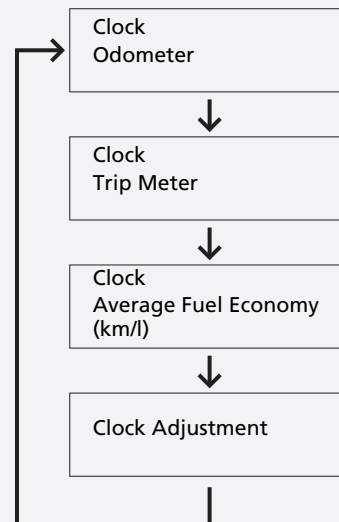 Clock
Odometer
Clock
Trip Meter
Clock
Average Fuel Economy
(km/l)
Clock Adjustment